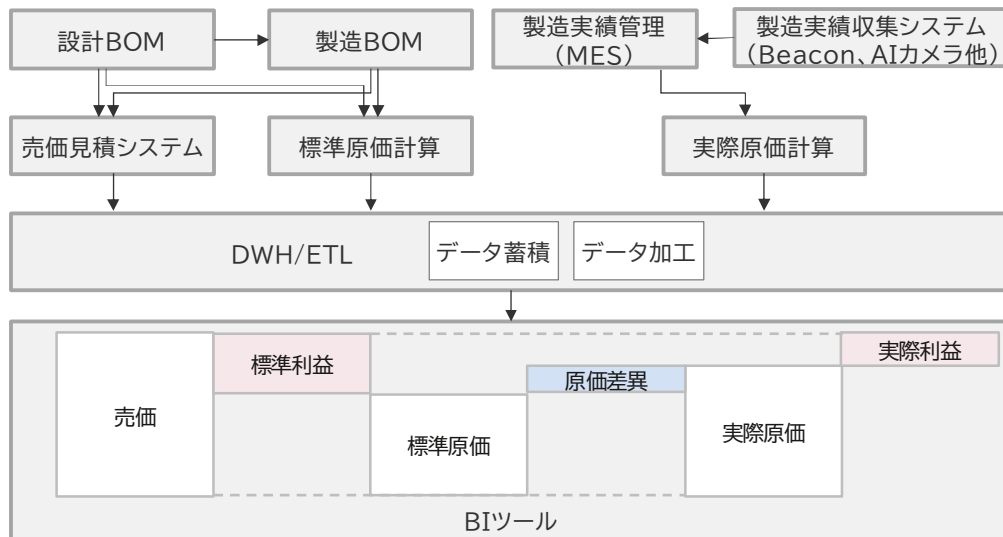 設計BOM
製造BOM
製造実績管理
（MES）
製造実績収集システム
（Beacon、AIカメラ他）
売価見積システム
標準原価計算
実際原価計算
DWH/ETL
データ蓄積
データ加工
売価
標準利益
標準原価
原価差異
実際原価
実際利益
BIツール